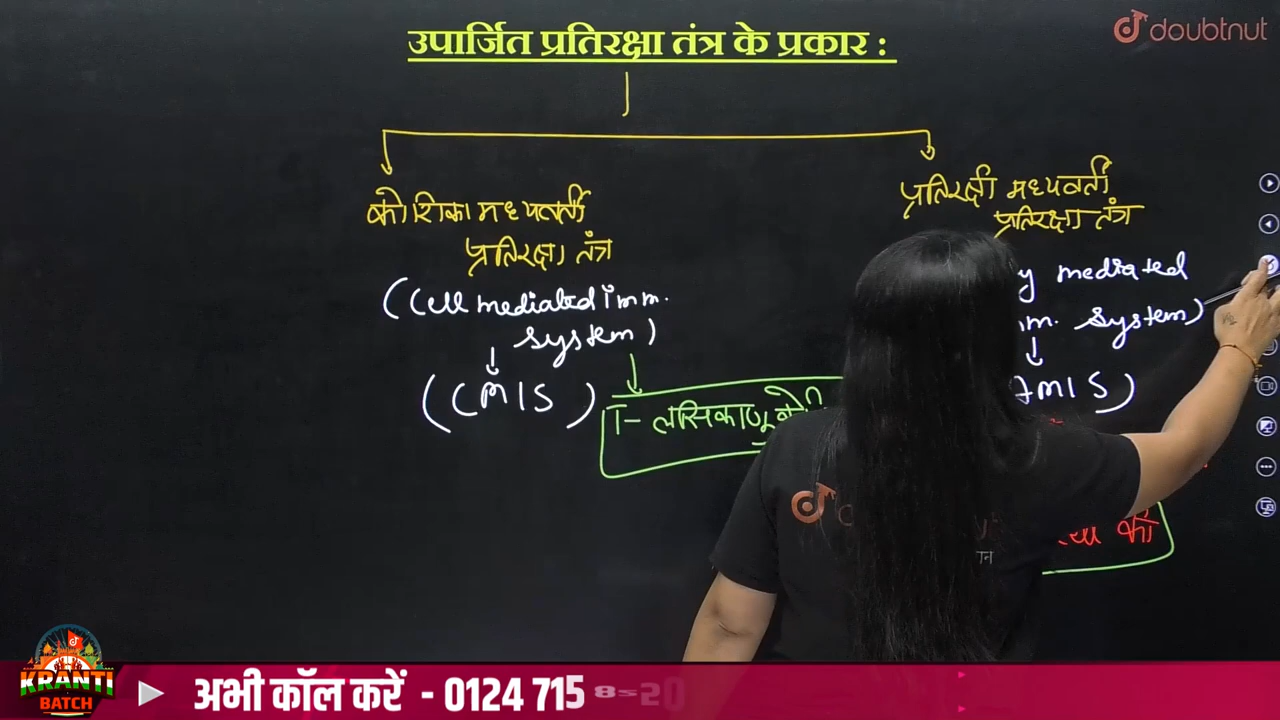 उपार्जित प्रतिरक्षा तंत्र के प्रकार :
doubtnut
कोशिका मध्यवर्ती
प्रतिरक्षा तंत्र
(Cell mediated imm.
system)
(CMIS)
T- लसिकाणु
प्रतिरक्षी मध्यवर्ती
प्रतिरक्षा तंत्र
y mediated
m. system)
MIS)
को
KRANTI
BATCH
अभी कॉल करें - 0124 715